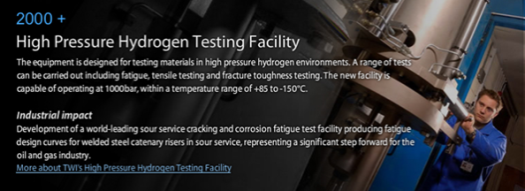 2000 +
High Pressure Hydrogen Testing Facility
The equipment is designed for testing materials in high pressure hydrogen environments. A range of tests
can be carried out including fatigue, tensile testing and fracture toughness testing. The new facility is
capable of operating at 1000bar, within a temperature range of +85 to -150°C.
Industrial impact
Development of a world-leading sour service cracking and corrosion fatigue test facility producing fatigue
design curves for welded steel catenary risers in sour service, representing a significant step forward for the
oil and gas industry.
More about TWI's High Pressure Hydrogen Testing Facility